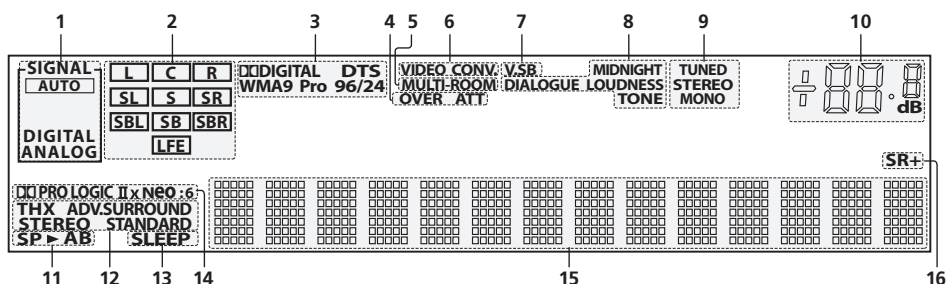 1 2 3 4 5 6 7 8 9 10
SIGNAL
AUTO
DIGITAL
ANALOG
L C R
SL S SR
SBL SB SBR
LFE
DIGITAL DTS
WMA9 Pro 96/24
VIDEO CONV. V.SB MIDNIGHT
MULTI-ROOM DIALOGUE LOUDNESS
OVER ATT TONE
TUNED
STEREO
MONO
dB
SR+
PRO LOGIC IIx Neo:6
THX ADV.SURROUND
STEREO STANDARD
SP ► AB SLEEP
11 12 13 14 15 16